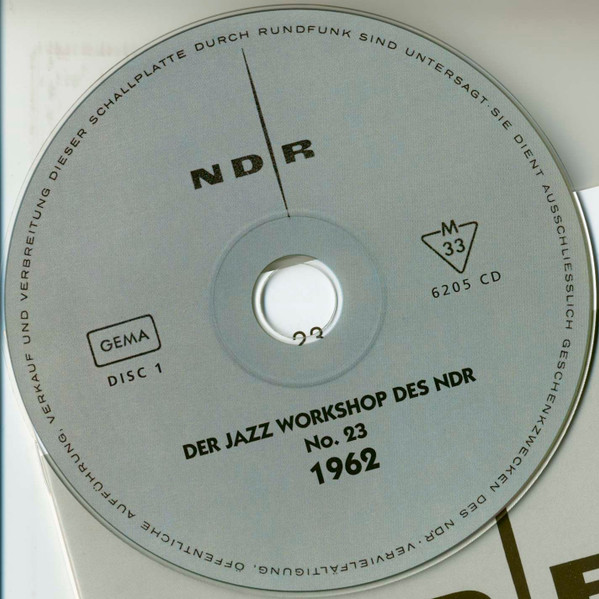 NDR
M
33
6205 CD
GEMA
DISC 1
23
DER JAZZ WORKSHOP DES NDR
No. 23
1962
VERVIELFÄLTIGUNG, ÖFFENTLICHE AUFFÜHRUNG, VERKAUF UND VERBREITUNG DIESER SCHALLPLATTE DURCH RUNDFUNK SIND UNTERSAGT · SIE DIENT AUSSCHLIESSLICH GESCHENKZWECKEN DES NDR ·